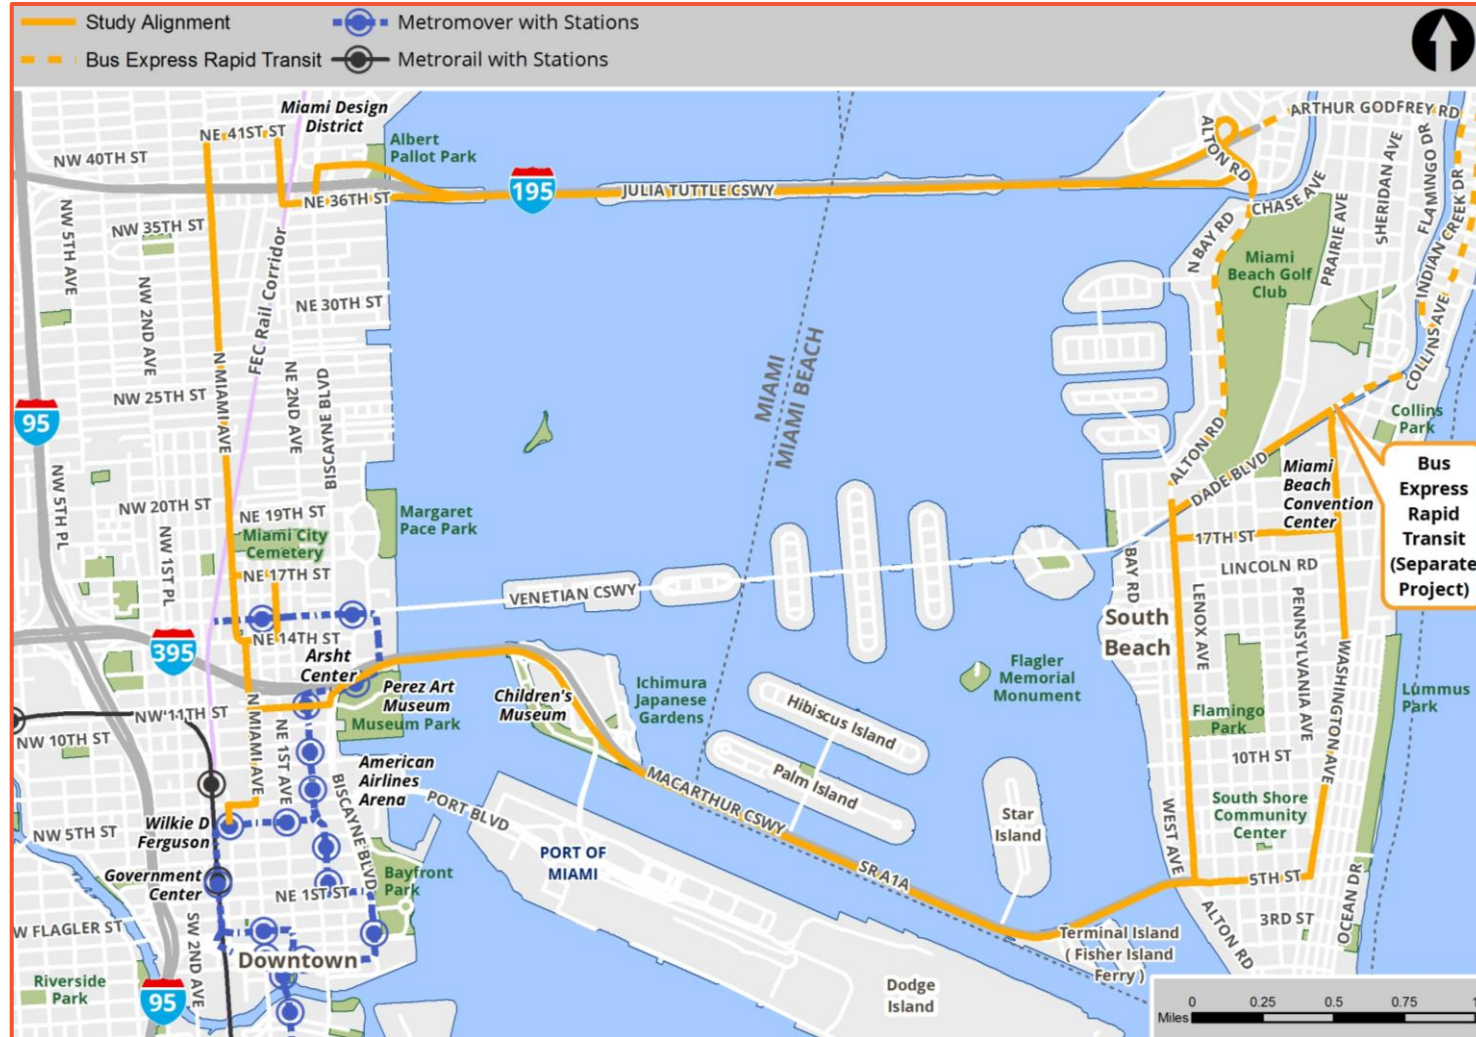 Study Alignment
Metromover with Stations
Bus Express Rapid Transit
Metrorail with Stations
Miami Design
District
ARTHUR GODFREY RD
NE 41ST ST
Albert
Pallot Park
NW 40TH ST
ALTON RD
195
JULIA TUTTLE CSWY
NE 36TH ST
CHASE AVE
SHERIDAN AVE
FLAMINGO DR
INDIAN CREEK DR
PRAIRIE AVE
N BAY RD
NW 5TH AVE
NW 35TH ST
Miami
Beach Golf
Club
FEC Rail Corridor
NW 2ND AVE
NE 30TH ST
MIAMI
MIAMI BEACH
COLLINS AVE
N MIAMI AVE
NE 2ND AVE
BISCAYNE BLVD
NW 25TH ST
95
Collins
Park
ALTON RD
DADE BLVD
Miami
Beach
Convention
Center
Bus
Express
Rapid
Transit
(Separate
Project)
NW 5TH PL
NW 20TH ST
NE 19TH ST
Margaret
Pace Park
Miami City
Cemetery
NW 1ST PL
NE 17TH ST
17TH ST
LINCOLN RD
BAY RD
VENETIAN CSWY
LENOX AVE
PENNSYLVANIA AVE
South
Beach
395
NE 14TH ST
Arsht
Center
Flagler
Memorial
Monument
WASHINGTON AVE
Perez Art
Museum
Children's
Museum
Ichimura
Japanese
Gardens
Lummus
Park
NW 11TH ST
Museum Park
Hibiscus Island
Flamingo
Park
NW 10TH ST
N MIAMI AVE
NE 1ST AVE
10TH ST
American
Airlines
Arena
Palm Island
MACARTHUR CSWY
BISCAYNE BLVD
PORT BLVD
Star
Island
WEST AVE
South Shore
Community
Center
NW 5TH ST
Wilkie D
Ferguson
PORT OF
MIAMI
SR A1A
Government
Center
Bayfront
Park
NE 1ST ST
5TH ST
OCEAN DR
W FLAGLER ST
SW 2ND AVE
3RD ST
ALTON RD
Terminal Island
( Fisher Island
Ferry )
Downtown
Riverside
Park
95
Dodge
Island
0 0.25 0.5 0.75 1
Miles